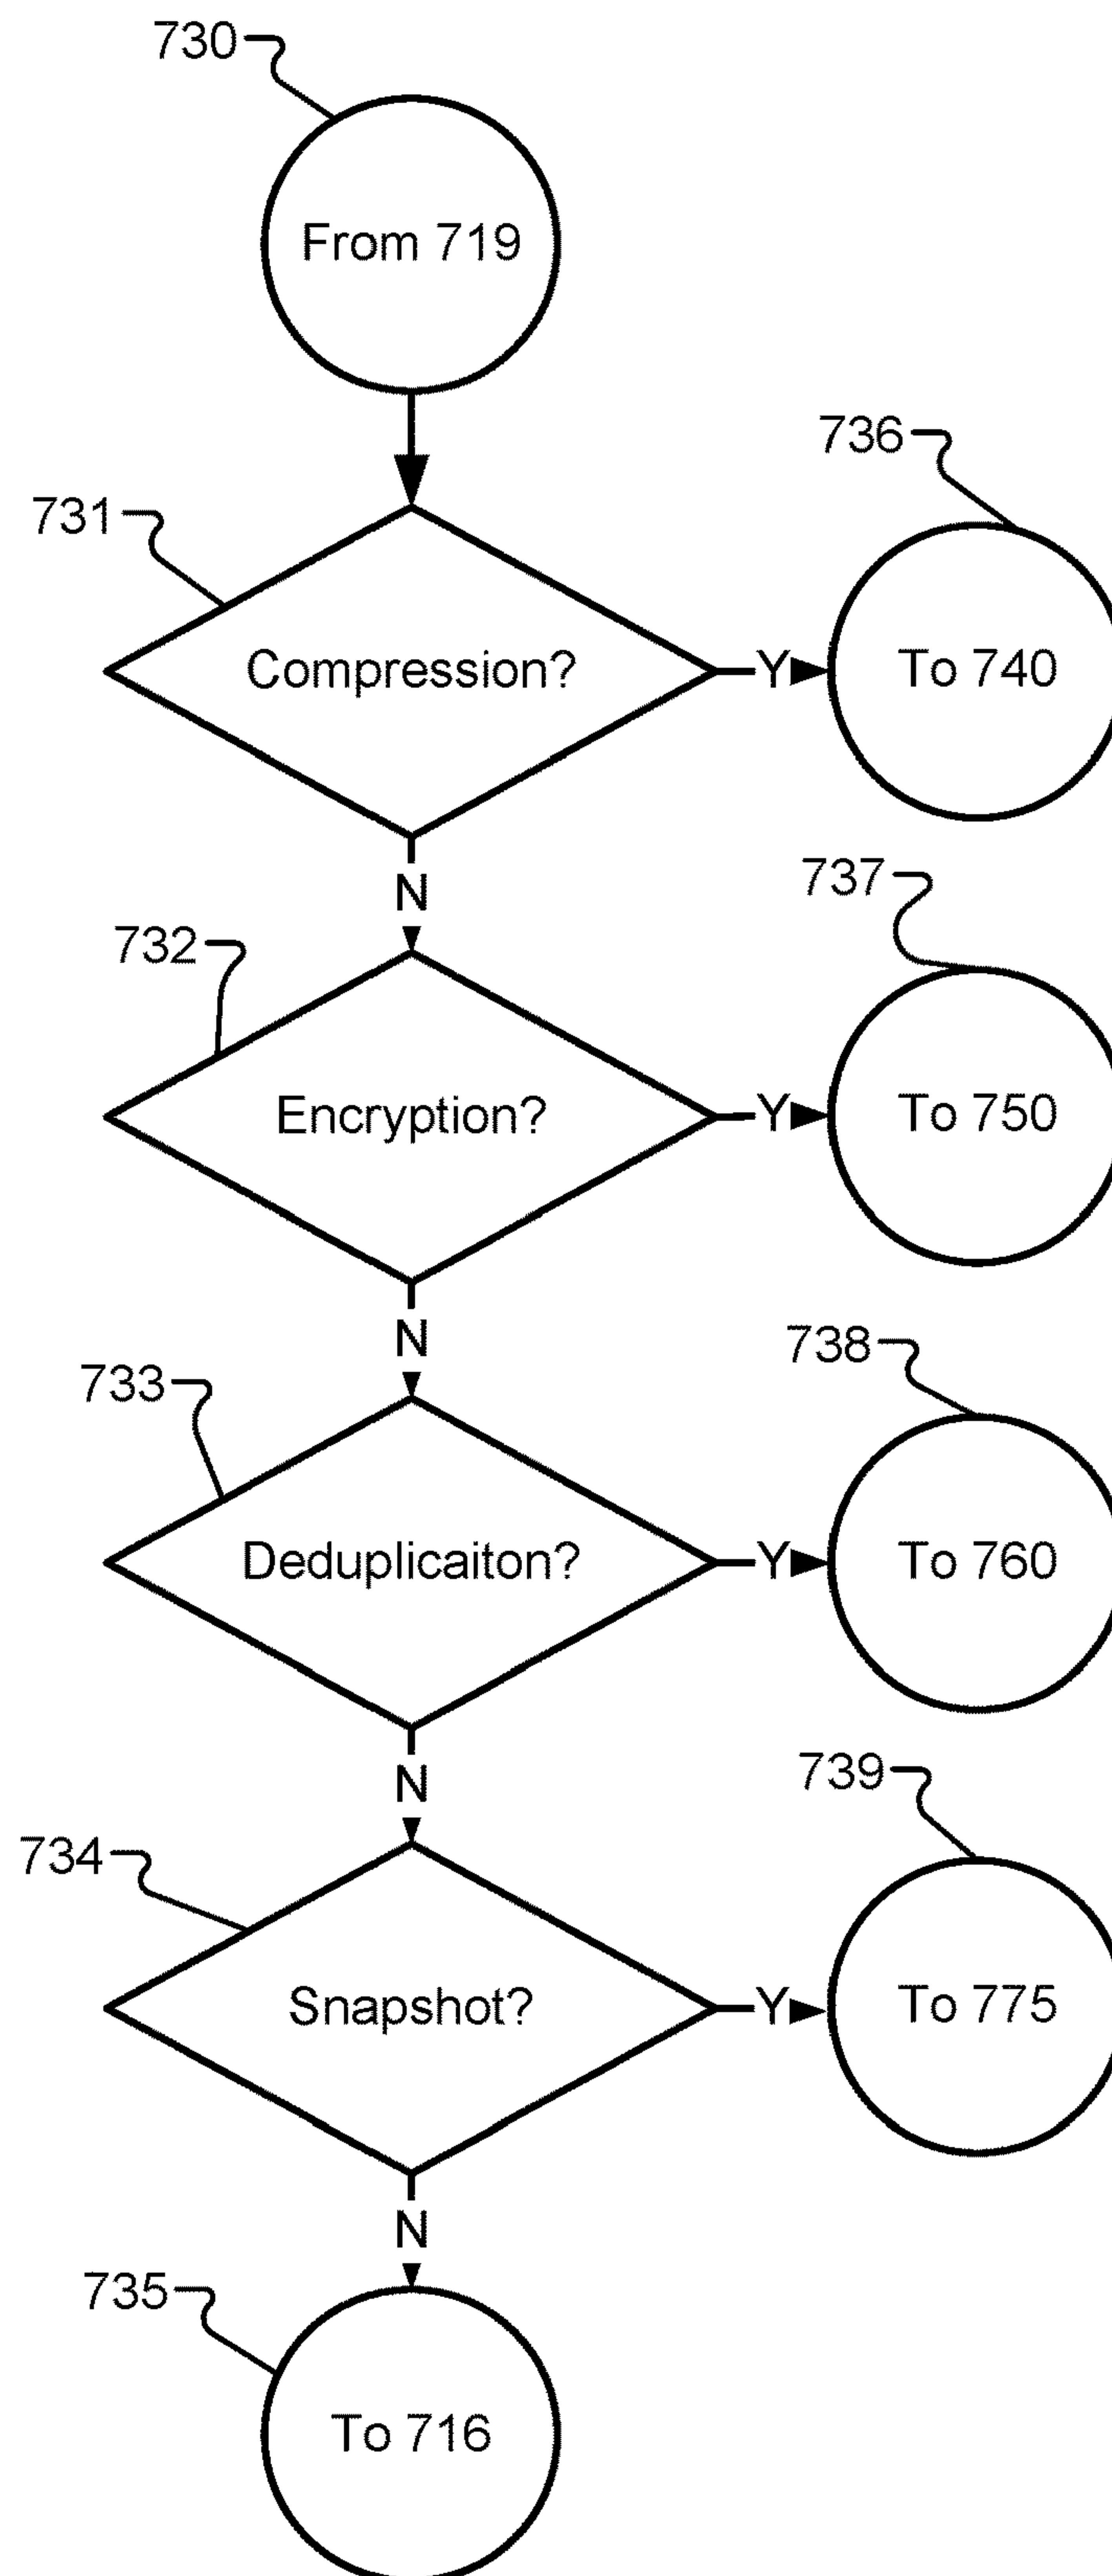 730
From 719
736
731
Compression?
Y
To 740
N
737
732
Encryption?
Y
To 750
N
738
733
Deduplicaiton?
Y
To 760
N
739
734
Snapshot?
Y
To 775
N
735
To 716